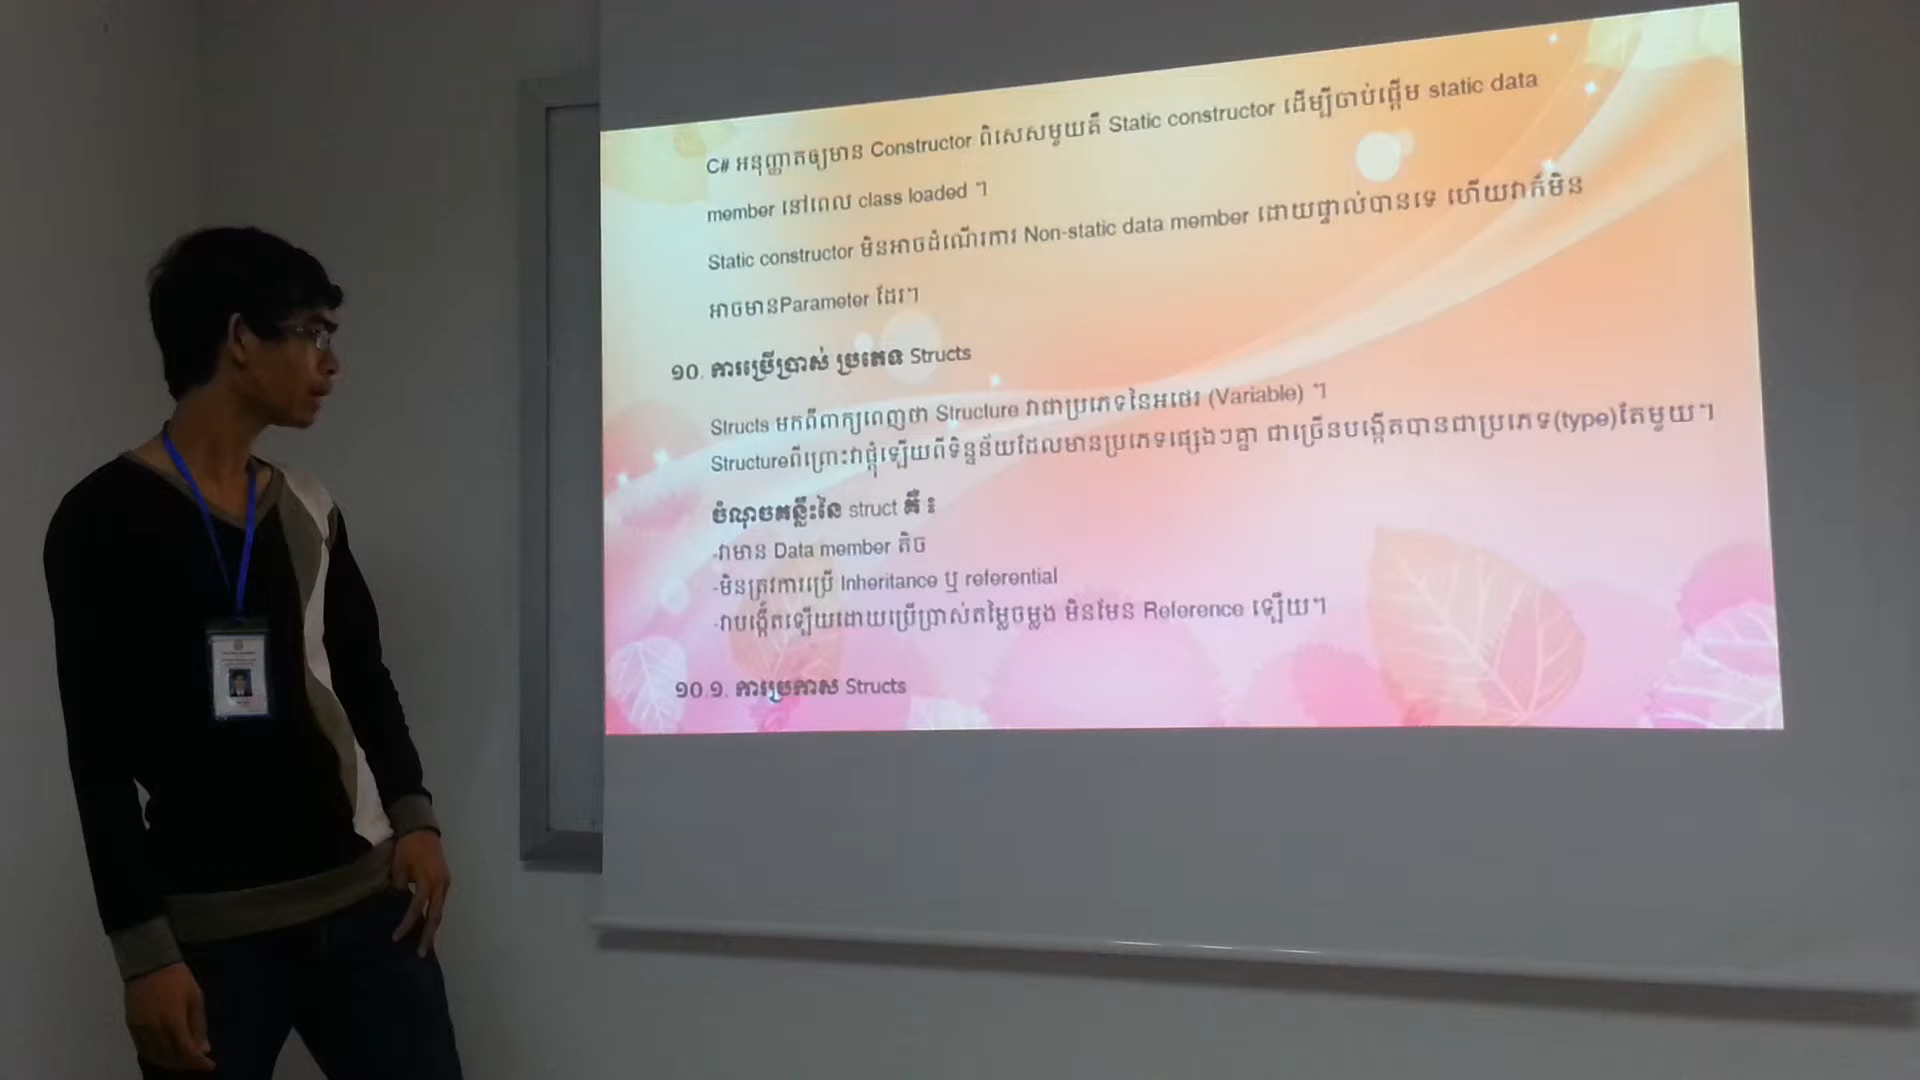 C# អនុញ្ញាតឲ្យមាន Constructor ពិសេសមួយគឺ Static constructor ដើម្បីចាប់ផ្តើម static data
member នៅពេល class loaded ។
Static constructor មិនអាចដំណើរការ Non-static data member ដោយផ្ទាល់បានទេ ហើយវាក៏មិន
អាចមានParameter ដែរ។
១០. ការប្រើប្រាស់ ប្រភេទ Structs
Structs មកពីពាក្យពេញថា Structure វាជាប្រភេទនៃអថេរ (Variable) ។
Structureពីព្រោះវាផ្តុំឡើយពីទិន្នន័យដែលមានប្រភេទផ្សេងៗគ្នា ជាច្រើនបង្កើតបានជាប្រភេទ(type)តែមួយ។
ចំណុចគន្លឹះនៃ struct គឺ ៖
-វាមាន Data member តិច
-មិនត្រូវការប្រើ Inheritance ឬ referential
-វាបង្កើតឡើយដោយប្រើប្រាស់តម្លៃចម្លង មិនមែន Reference ឡើយ។
១០.១. ការប្រកាស Structs